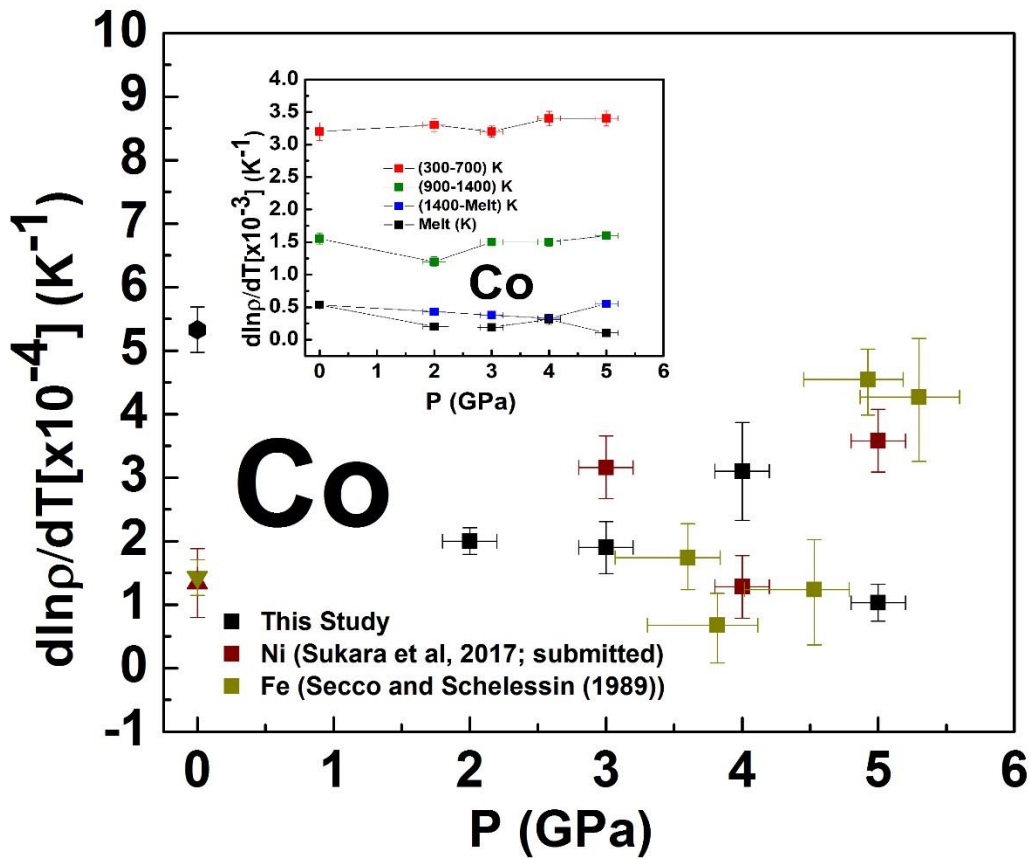 dlnρ/dT[x10⁻⁴] (K⁻¹)
10
9
8
7
6
5
4
3
2
1
0
-1
dlnρ/dT[x10⁻³] (K⁻¹)
4.0
3.5
3.0
2.5
2.0
1.5
1.0
0.5
0.0
(300-700) K
(900-1400) K
(1400-Melt) K
Melt (K)
Co
0 1 2 3 4 5 6
P (GPa)
Co
This Study
Ni (Sukara et al, 2017; submitted)
Fe (Secco and Schelessin (1989))
0 1 2 3 4 5 6
P (GPa)